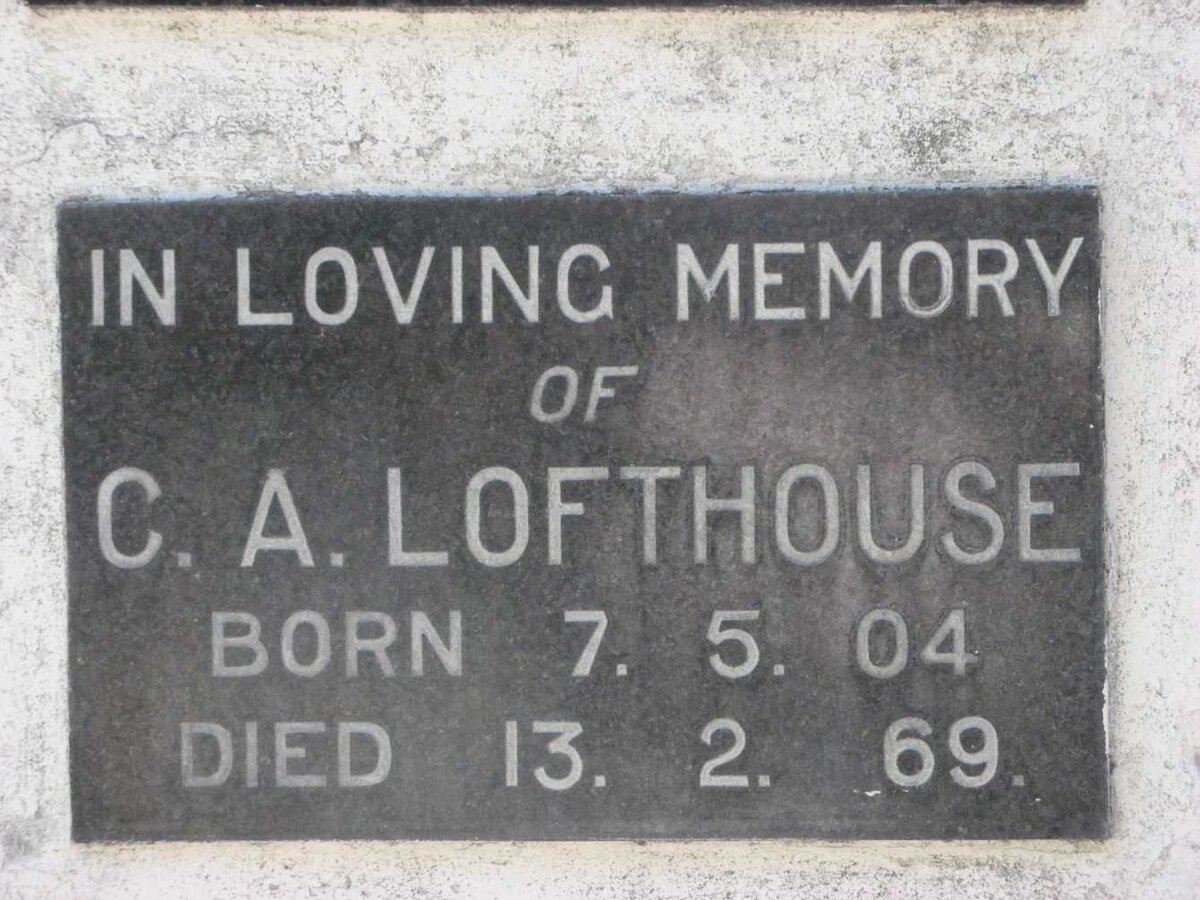 IN LOVING MEMORY
OF
C. A. LOFTHOUSE
BORN 7. 5. 04
DIED 13. 2. 69.